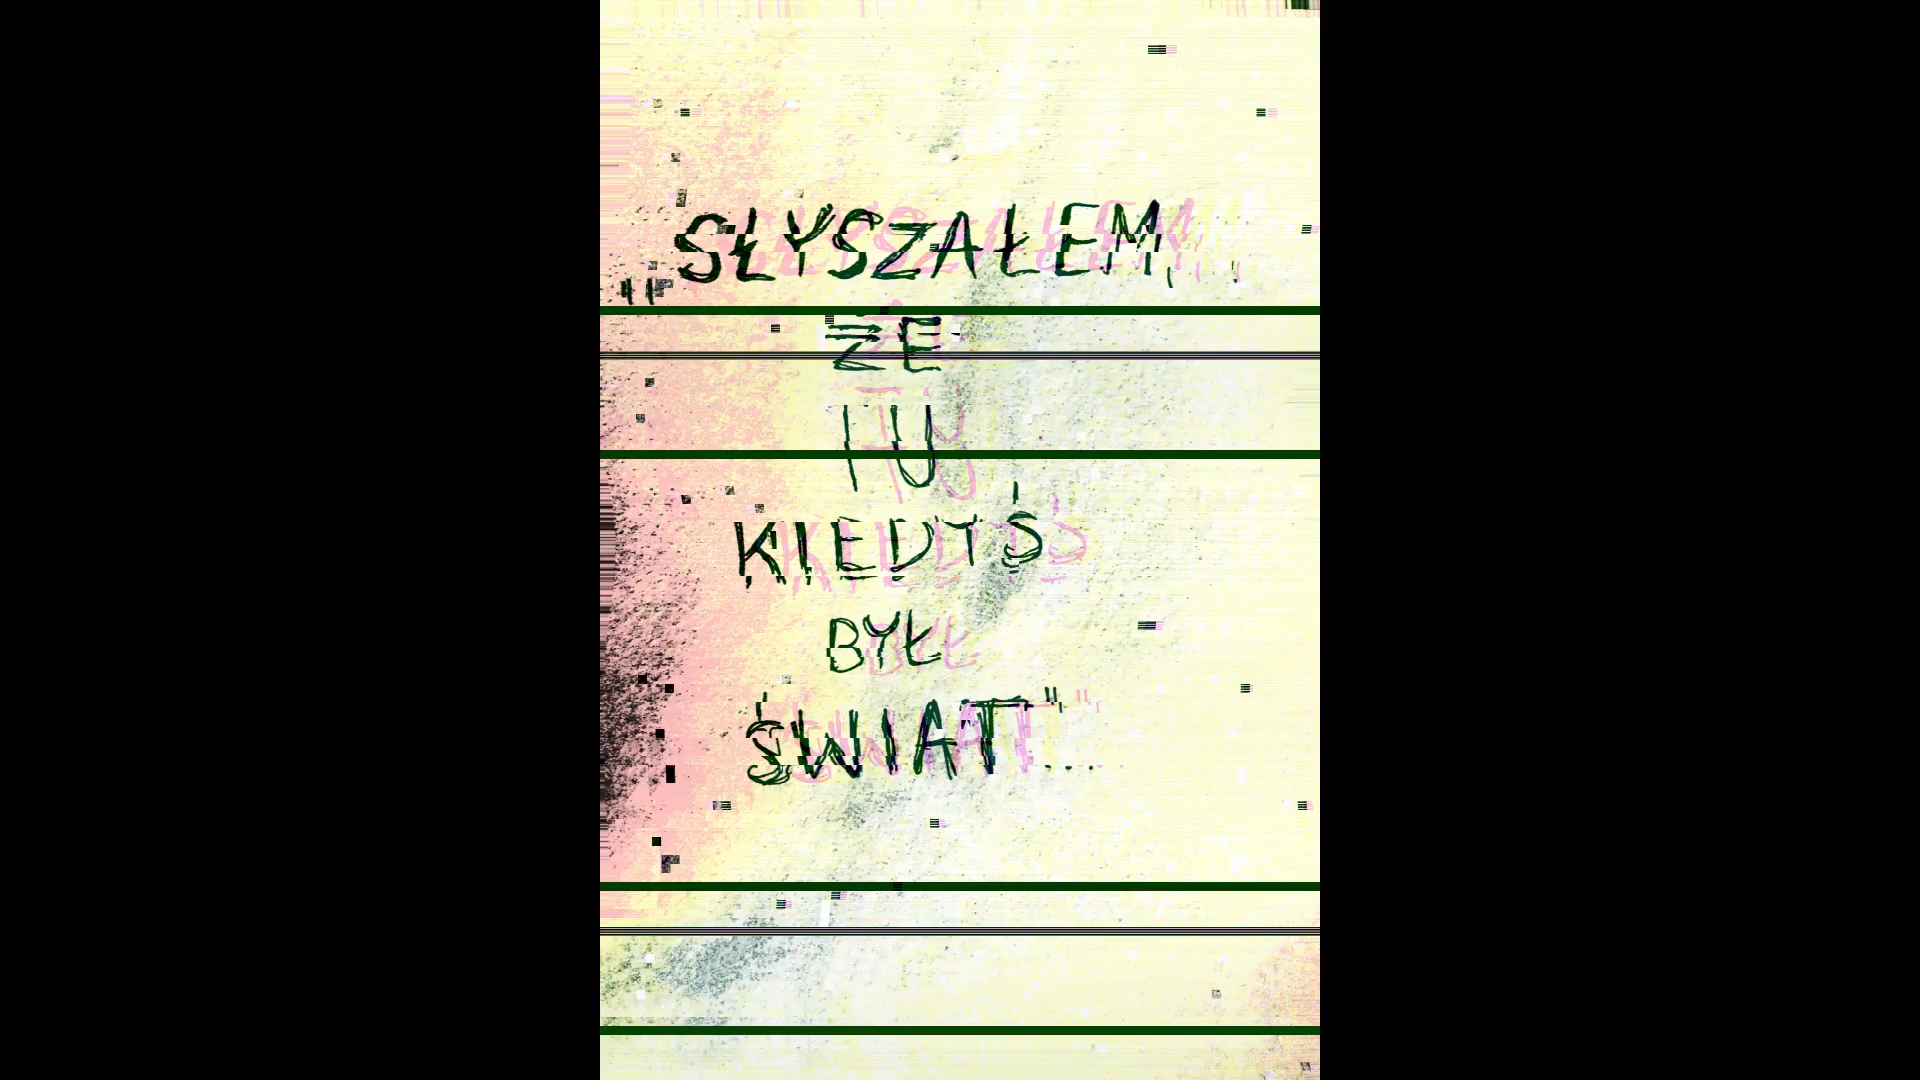 „SŁYSZAŁEM,
ŻE
TU
KIEDYŚ
BYŁ
ŚWIAT"...